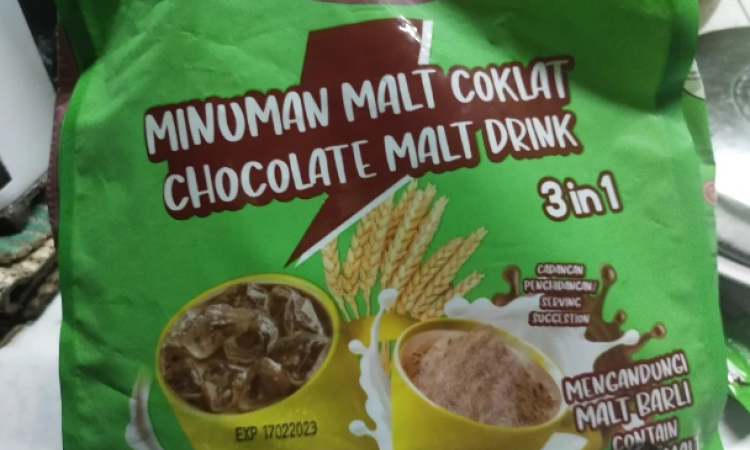 MINUMAN MALT COKLAT
CHOCOLATE MALT DRINK
3 in 1
CADANGAN
PENGHIDANGAN/
SERVING
SUGGESTION
MENGANDUNGI
MALT BARLI
CONTAIN
EXP 17022023